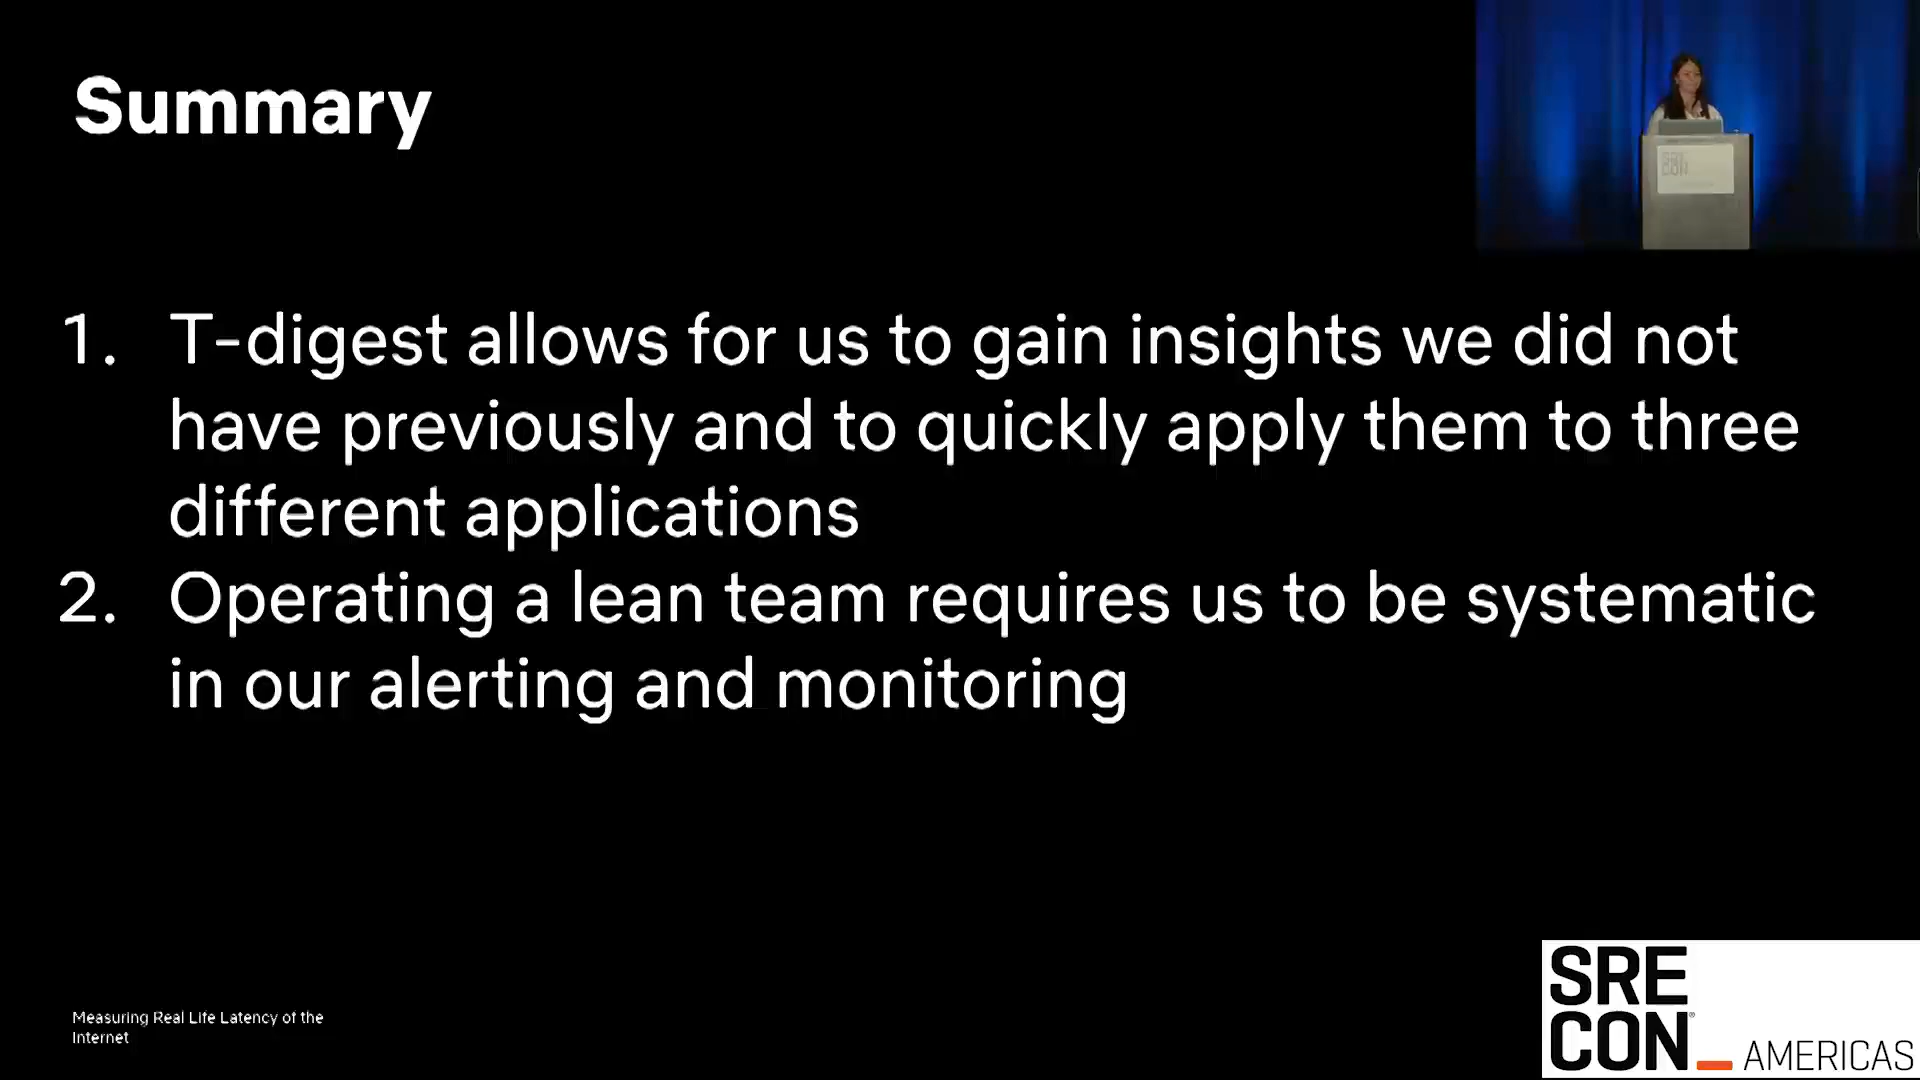 Summary
1. T-digest allows for us to gain insights we did not
have previously and to quickly apply them to three
different applications
2. Operating a lean team requires us to be systematic
in our alerting and monitoring
Measuring Real Life Latency of the
Internet
SRE
CON
AMERICAS